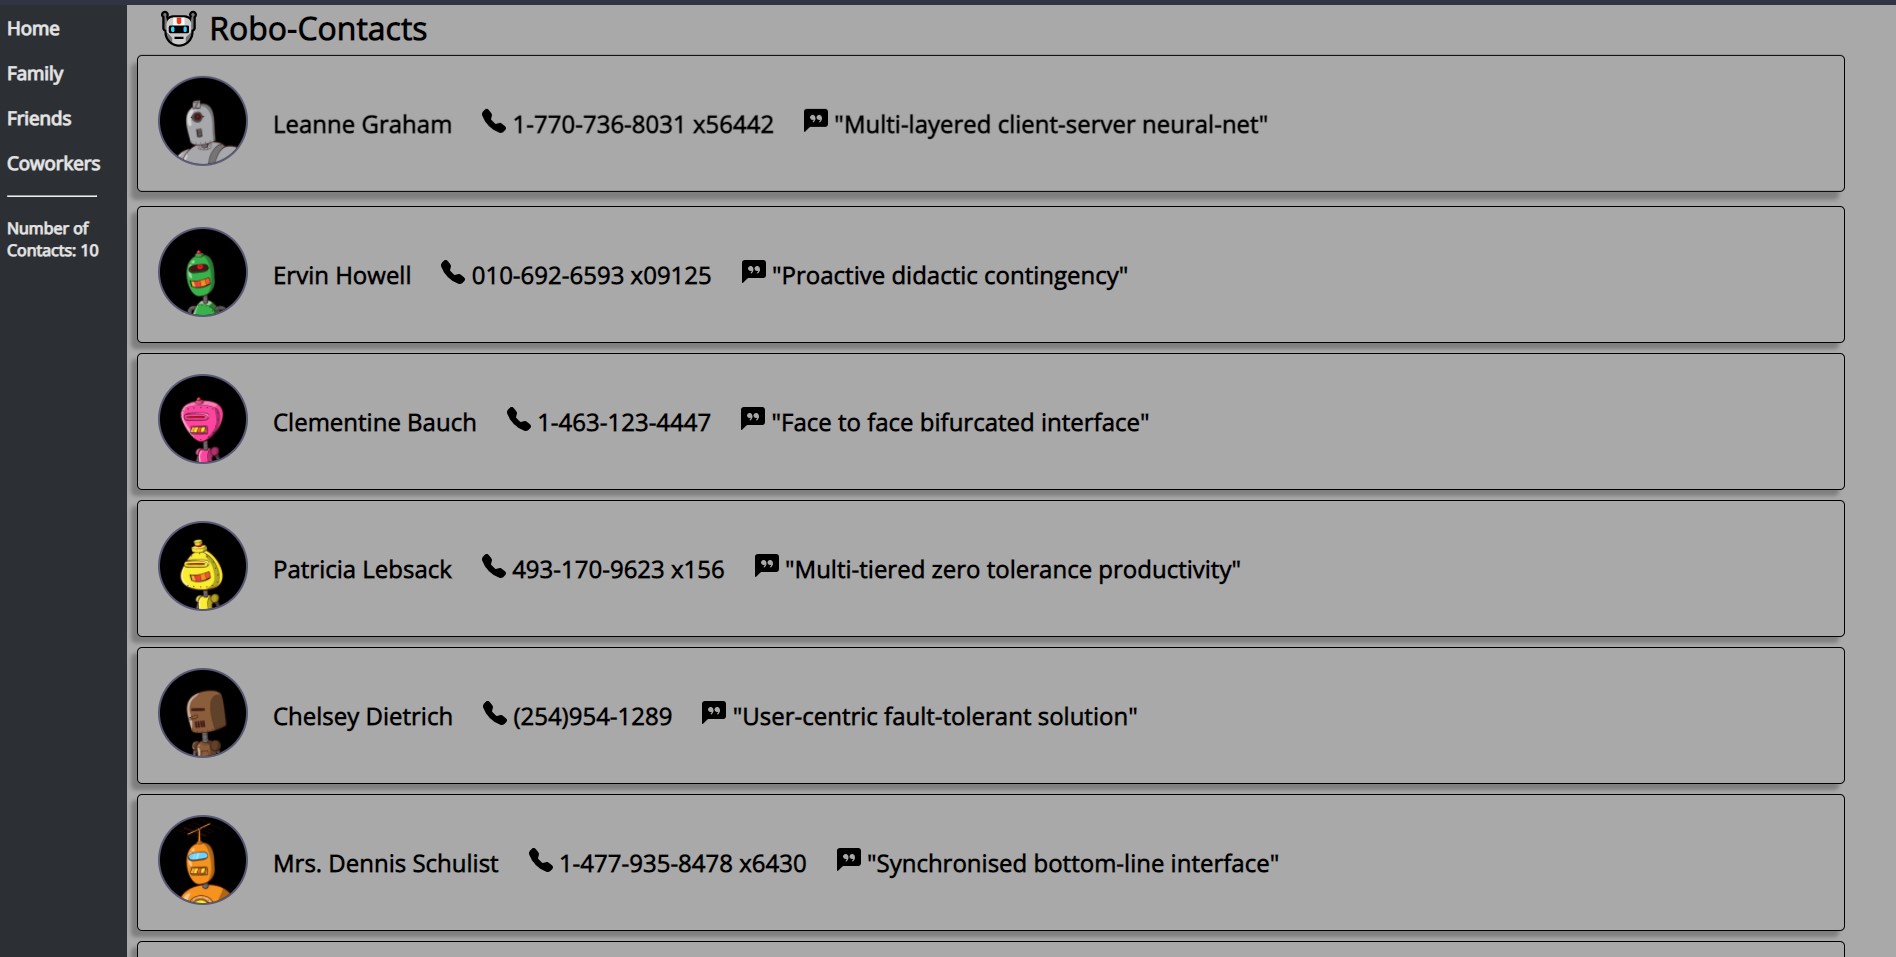 Home
Family
Friends
Coworkers
Number of
Contacts: 10
Robo-Contacts
Leanne Graham 1-770-736-8031 x56442 "Multi-layered client-server neural-net"
Ervin Howell 010-692-6593 x09125 "Proactive didactic contingency"
Clementine Bauch 1-463-123-4447 "Face to face bifurcated interface"
Patricia Lebsack 493-170-9623 x156 "Multi-tiered zero tolerance productivity"
Chelsey Dietrich (254)954-1289 "User-centric fault-tolerant solution"
Mrs. Dennis Schulist 1-477-935-8478 x6430 "Synchronised bottom-line interface"